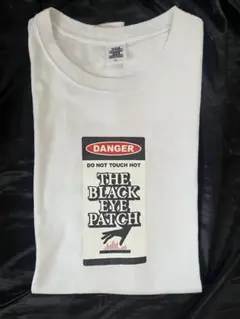 DANGER
DO NOT TOUCH HOT
THE
BLACK
EYE
PATCH